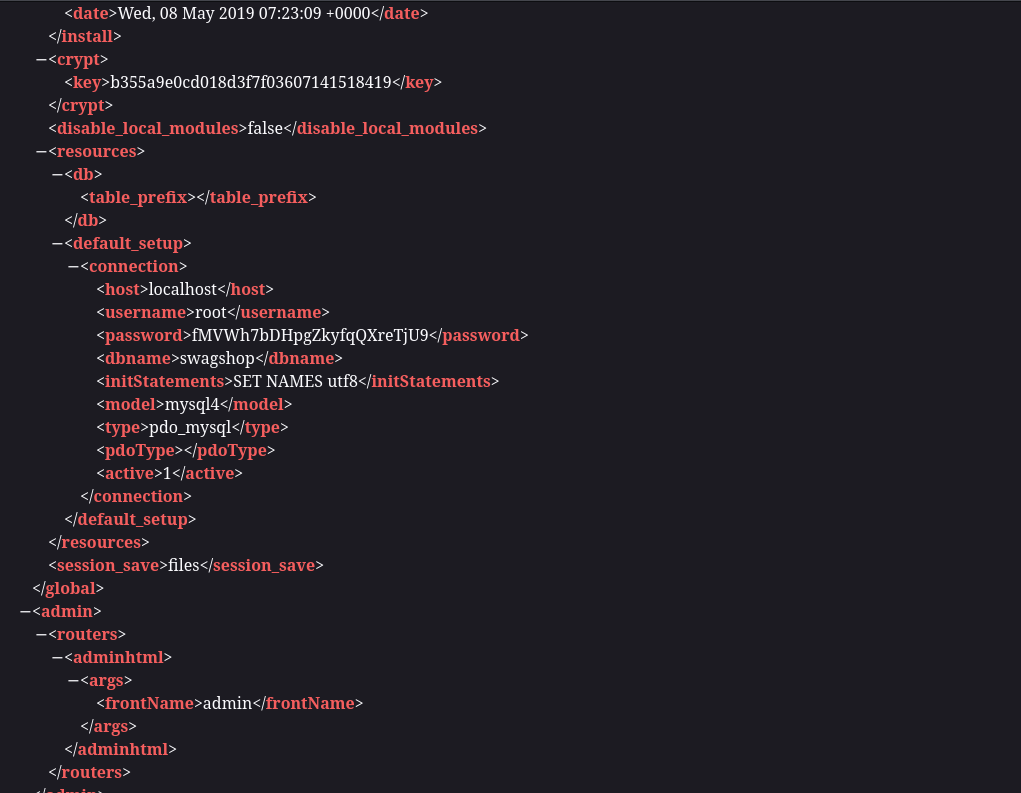 <date>Wed, 08 May 2019 07:23:09 +0000</date>
</install>
−<crypt>
<key>b355a9e0cd018d3f7f03607141518419</key>
</crypt>
<disable_local_modules>false</disable_local_modules>
−<resources>
−<db>
<table_prefix></table_prefix>
</db>
−<default_setup>
−<connection>
<host>localhost</host>
<username>root</username>
<password>fMVWh7bDHpgZkyfqQXreTjU9</password>
<dbname>swagshop</dbname>
<initStatements>SET NAMES utf8</initStatements>
<model>mysql4</model>
<type>pdo_mysql</type>
<pdoType></pdoType>
<active>1</active>
</connection>
</default_setup>
</resources>
<session_save>files</session_save>
</global>
−<admin>
−<routers>
−<adminhtml>
−<args>
<frontName>admin</frontName>
</args>
</adminhtml>
</routers>
</admin>